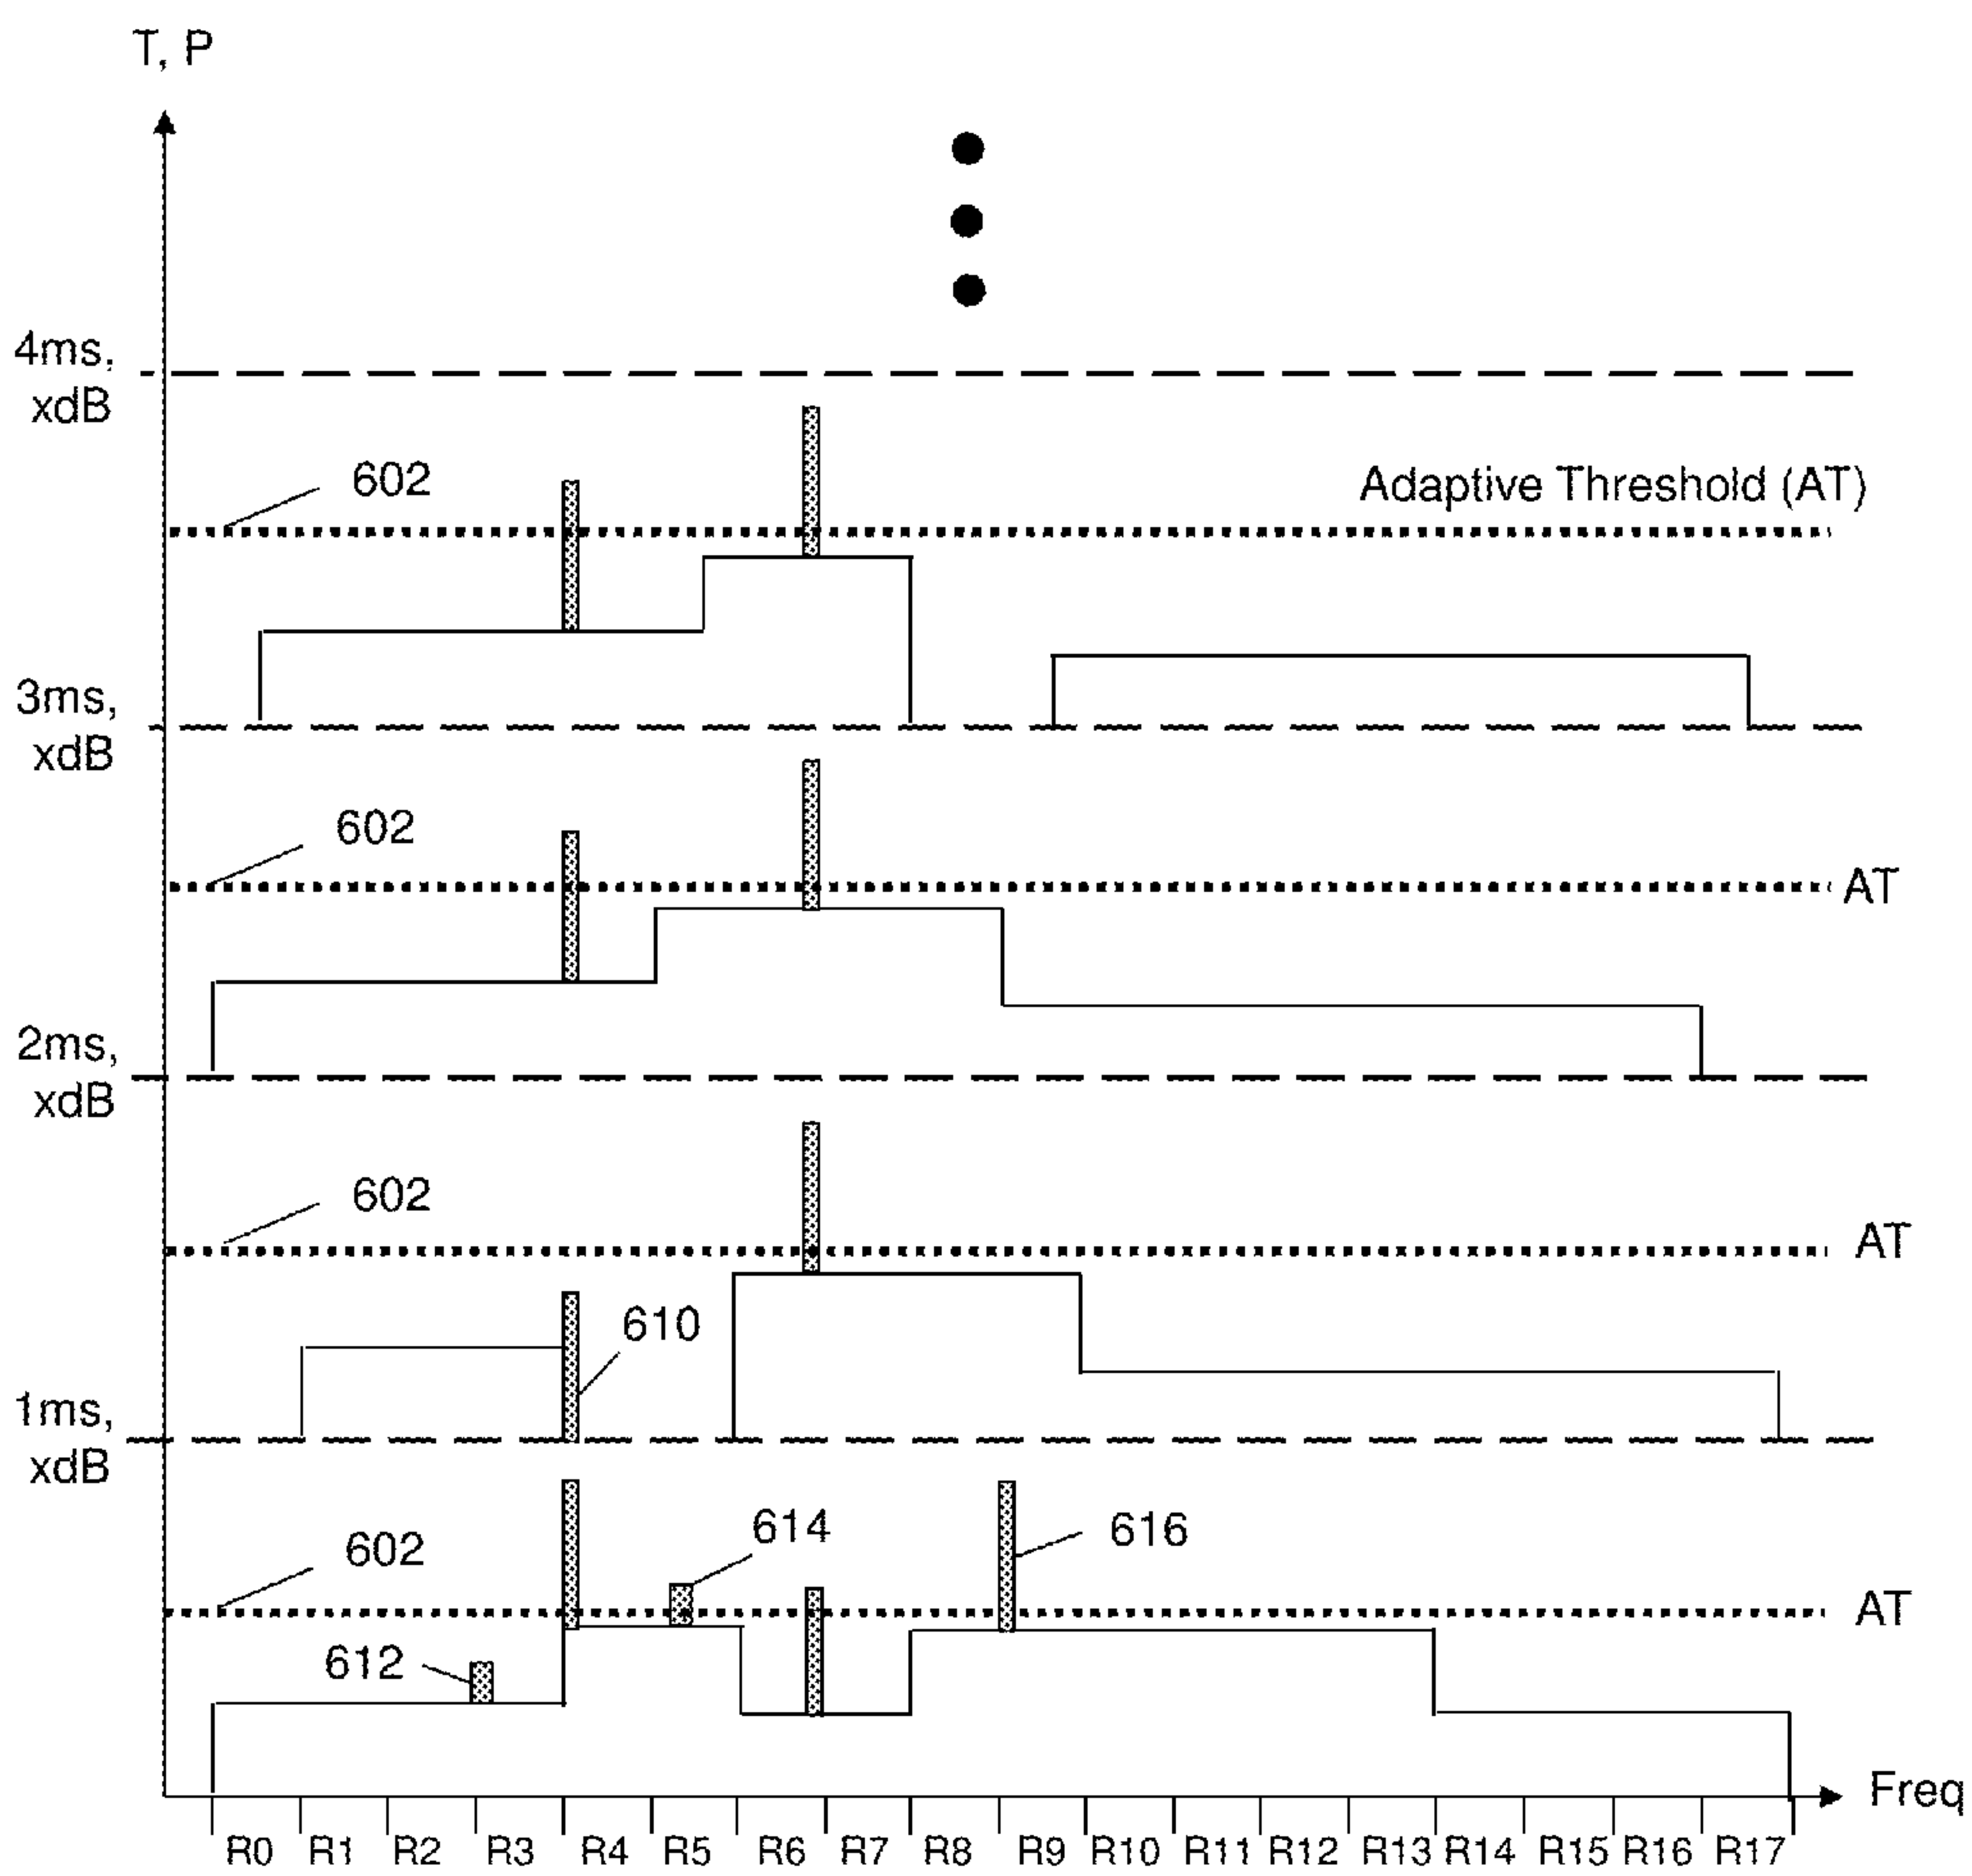 T, P
4ms,
xdB
602
Adaptive Threshold (AT)
3ms,
xdB
602
AT
2ms,
xdB
602
AT
610
1ms,
xdB
602
614
616
AT
612
Freq
R0 R1 R2 R3 R4 R5 R6 R7 R8 R9 R10 R11 R12 R13 R14 R15 R16 R17